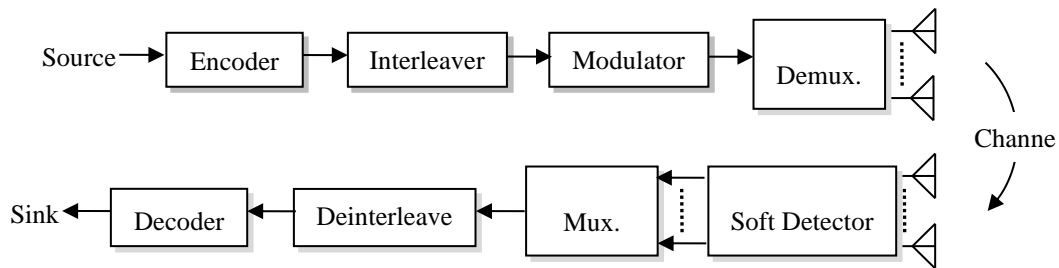 Source
Encoder
Interleaver
Modulator
Demux.
Channe
Sink
Decoder
Deinterleave
Mux.
Soft Detector